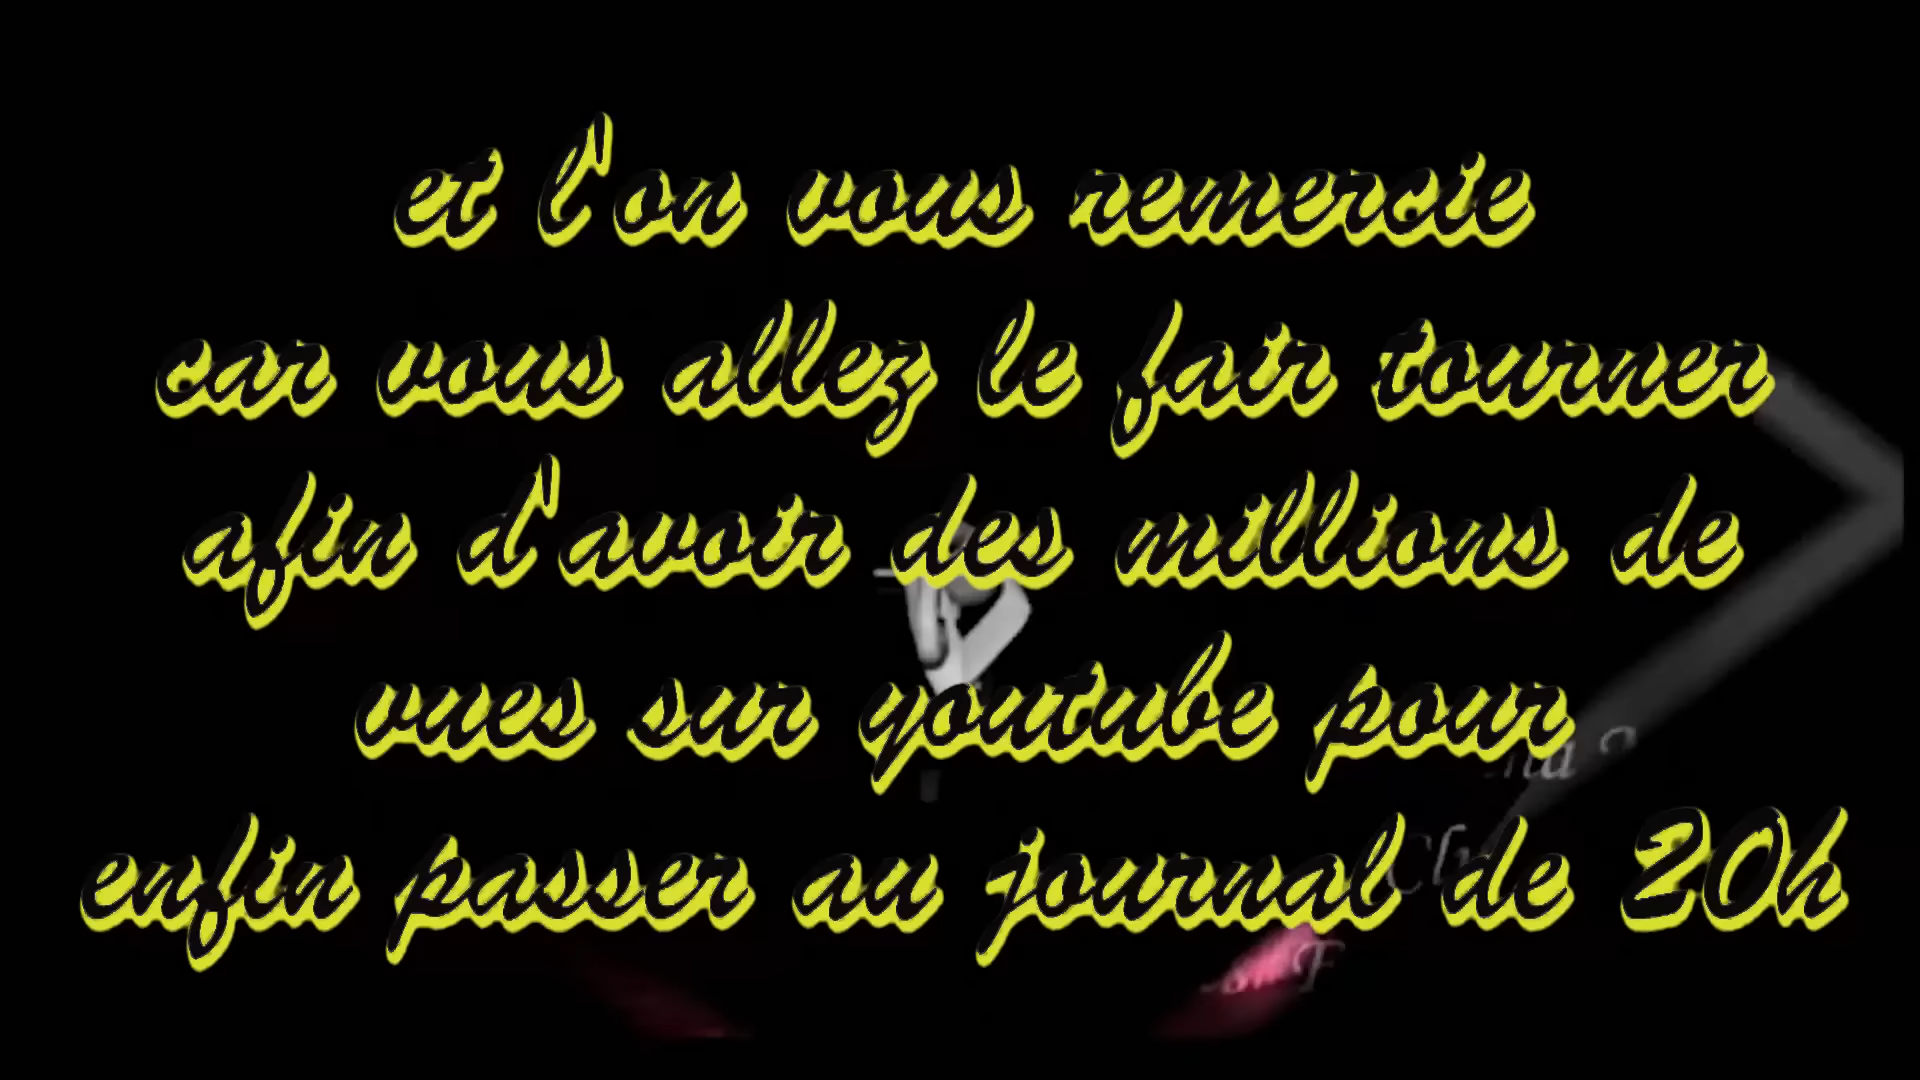 et l'on vous remercie
car vous allez le fair tourner
afin d'avoir des millions de
vues sur youtube pour
enfin passer au journal de 20h